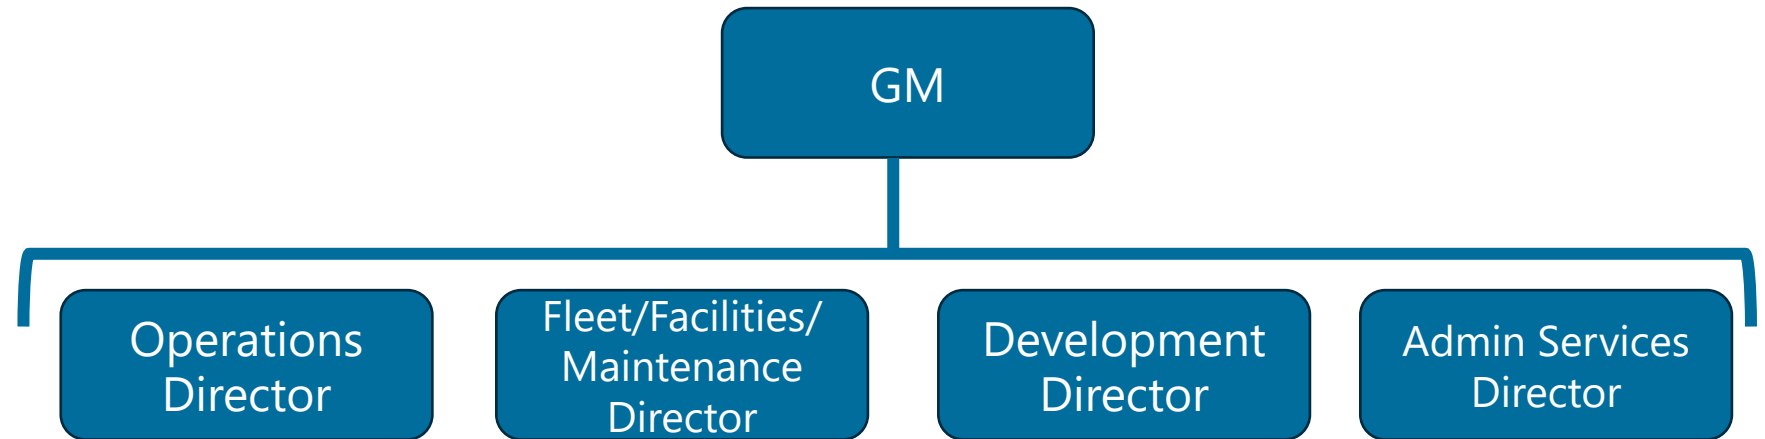 GM
Operations
Director
Fleet/Facilities/
Maintenance
Director
Development
Director
Admin Services
Director